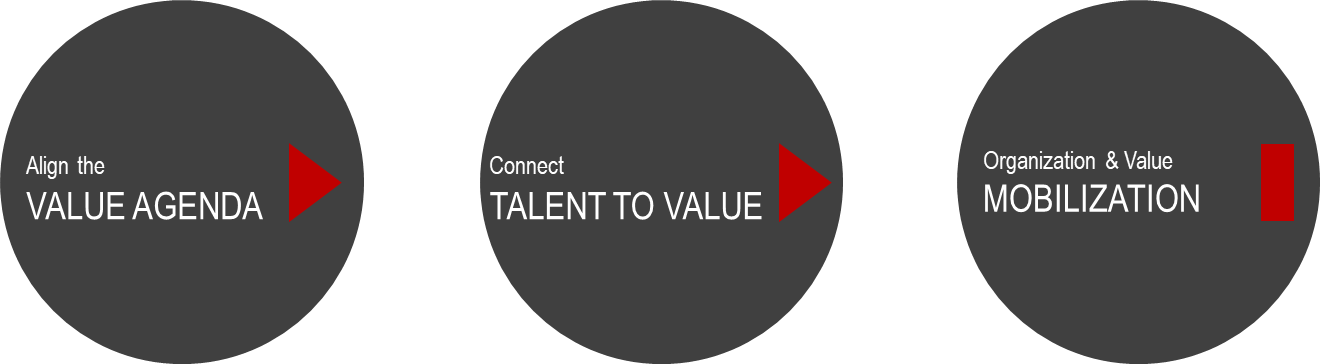 Align the
VALUE AGENDA
Connect
TALENT TO VALUE
Organization & Value
MOBILIZATION